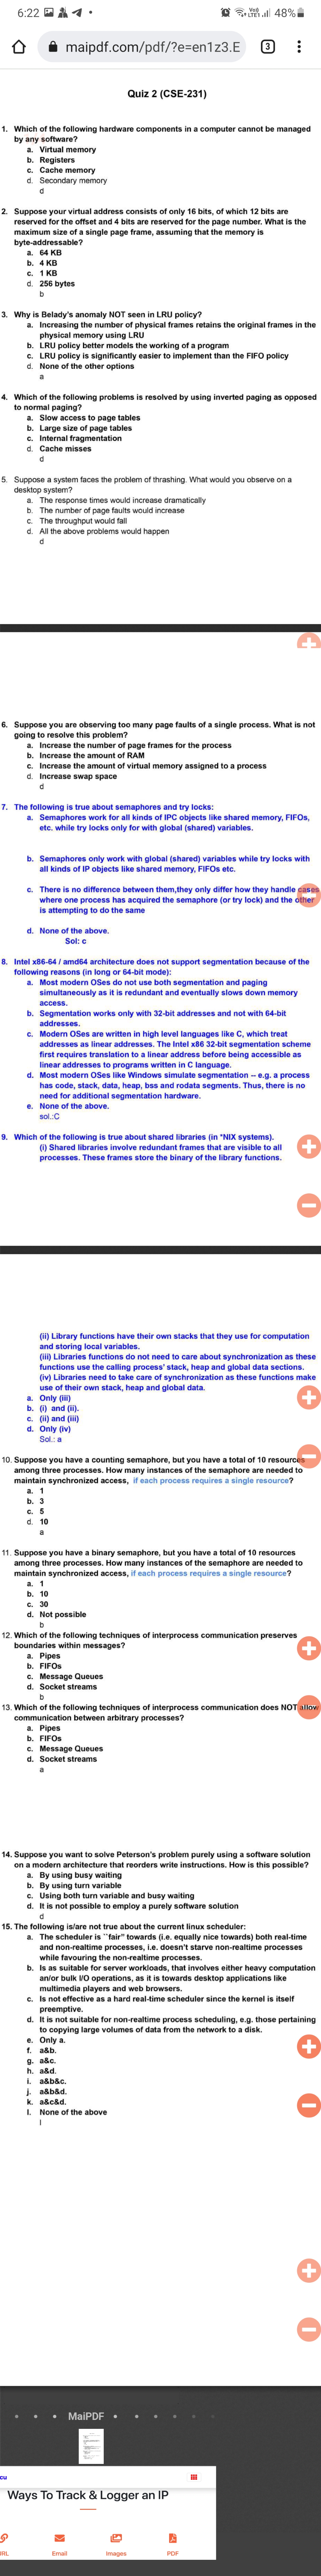 6:22
Vo)) LTE1 48%
maipdf.com/pdf/?e=en1z3.E
3
Quiz 2 (CSE-231)
1. Which of the following hardware components in a computer cannot be managed
by any software?
a. Virtual memory
b. Registers
c. Cache memory
d. Secondary memory
d
2. Suppose your virtual address consists of only 16 bits, of which 12 bits are
reserved for the offset and 4 bits are reserved for the page number. What is the
maximum size of a single page frame, assuming that the memory is
byte-addressable?
a. 64 KB
b. 4 KB
c. 1 KB
d. 256 bytes
b
3. Why is Belady's anomaly NOT seen in LRU policy?
a. Increasing the number of physical frames retains the original frames in the
physical memory using LRU
b. LRU policy better models the working of a program
c. LRU policy is significantly easier to implement than the FIFO policy
d. None of the other options
a
4. Which of the following problems is resolved by using inverted paging as opposed
to normal paging?
a. Slow access to page tables
b. Large size of page tables
c. Internal fragmentation
d. Cache misses
d
5. Suppose a system faces the problem of thrashing. What would you observe on a
desktop system?
a. The response times would increase dramatically
b. The number of page faults would increase
c. The throughput would fall
d. All the above problems would happen
d
6. Suppose you are observing too many page faults of a single process. What is not
going to resolve this problem?
a. Increase the number of page frames for the process
b. Increase the amount of RAM
c. Increase the amount of virtual memory assigned to a process
d. Increase swap space
d
7. The following is true about semaphores and try locks:
a. Semaphores work for all kinds of IPC objects like shared memory, FIFOs,
etc. while try locks only for with global (shared) variables.
b. Semaphores only work with global (shared) variables while try locks with
all kinds of IP objects like shared memory, FIFOs etc.
c. There is no difference between them,they only differ how they handle cases
where one process has acquired the semaphore (or try lock) and the other
is attempting to do the same
d. None of the above.
Sol: c
8. Intel x86-64 / amd64 architecture does not support segmentation because of the
following reasons (in long or 64-bit mode):
a. Most modern OSes do not use both segmentation and paging
simultaneously as it is redundant and eventually slows down memory
access.
b. Segmentation works only with 32-bit addresses and not with 64-bit
addresses.
c. Modern OSes are written in high level languages like C, which treat
addresses as linear addresses. The Intel x86 32-bit segmentation scheme
first requires translation to a linear address before being accessible as
linear addresses to programs written in C language.
d. Most modern OSes like Windows simulate segmentation -- e.g. a process
has code, stack, data, heap, bss and rodata segments. Thus, there is no
need for additional segmentation hardware.
e. None of the above.
sol.:C
9. Which of the following is true about shared libraries (in *NIX systems).
(i) Shared libraries involve redundant frames that are visible to all
processes. These frames store the binary of the library functions.
(ii) Library functions have their own stacks that they use for computation
and storing local variables.
(iii) Libraries functions do not need to care about synchronization as these
functions use the calling process' stack, heap and global data sections.
(iv) Libraries need to take care of synchronization as these functions make
use of their own stack, heap and global data.
a. Only (iii)
b. (i) and (ii).
c. (ii) and (iii)
d. Only (iv)
Sol.: a
10. Suppose you have a counting semaphore, but you have a total of 10 resources
among three processes. How many instances of the semaphore are needed to
maintain synchronized access, if each process requires a single resource?
a. 1
b. 3
c. 5
d. 10
a
11. Suppose you have a binary semaphore, but you have a total of 10 resources
among three processes. How many instances of the semaphore are needed to
maintain synchronized access, if each process requires a single resource?
a. 1
b. 10
c. 30
d. Not possible
b
12. Which of the following techniques of interprocess communication preserves
boundaries within messages?
a. Pipes
b. FIFOs
c. Message Queues
d. Socket streams
b
13. Which of the following techniques of interprocess communication does NOT allow
communication between arbitrary processes?
a. Pipes
b. FIFOs
c. Message Queues
d. Socket streams
a
14. Suppose you want to solve Peterson's problem purely using a software solution
on a modern architecture that reorders write instructions. How is this possible?
a. By using busy waiting
b. By using turn variable
c. Using both turn variable and busy waiting
d. It is not possible to employ a purely software solution
d
15. The following is/are not true about the current linux scheduler:
a. The scheduler is ``fair" towards (i.e. equally nice towards) both real-time
and non-realtime processes, i.e. doesn't starve non-realtime processes
while favouring the non-realtime processes.
b. Is as suitable for server workloads, that involves either heavy computation
an/or bulk I/O operations, as it is towards desktop applications like
multimedia players and web browsers.
c. Is not effective as a hard real-time scheduler since the kernel is itself
preemptive.
d. It is not suitable for non-realtime process scheduling, e.g. those pertaining
to copying large volumes of data from the network to a disk.
e. Only a.
f. a&b.
g. a&c.
h. a&d.
i. a&b&c.
j. a&b&d.
k. a&c&d.
l. None of the above
l
MaiPDF
cu
Ways To Track & Logger an IP
IRL
Email
Images
PDF